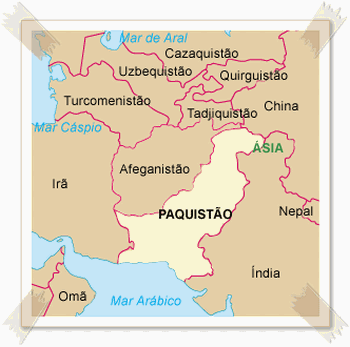 Mar de Aral
Cazaquistão
Uzbequistão
Quirguistão
Turcomenistão
China
Tadjiquistão
Mar Cáspio
ÁSIA
Afeganistão
Irã
PAQUISTÃO
Nepal
Índia
Omã
Mar Arábico